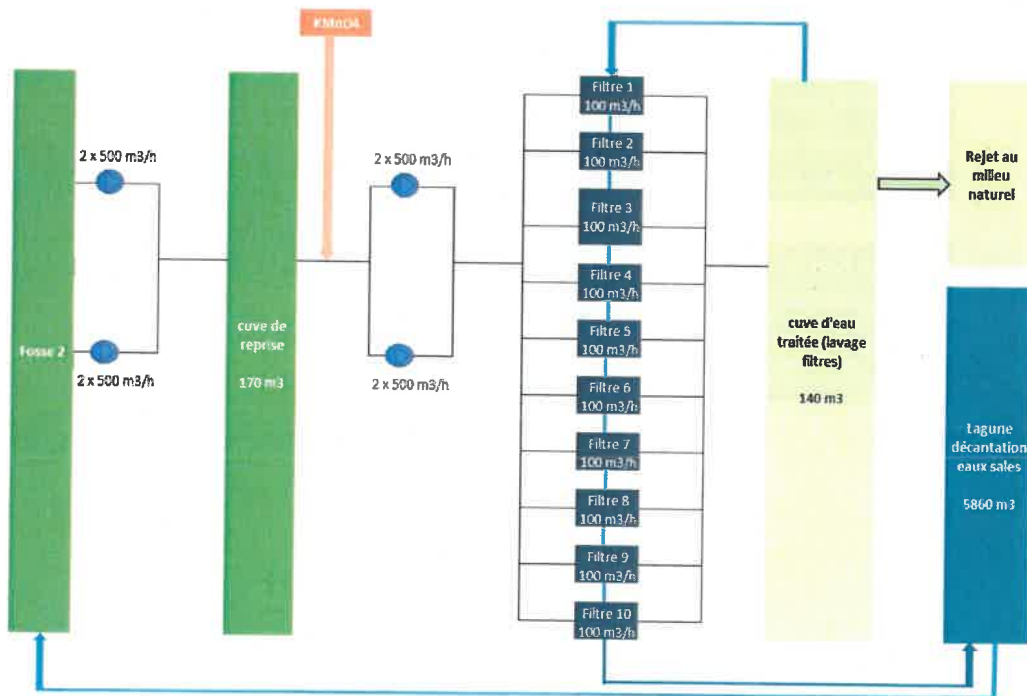 KMnO4
Fosse 2
2 x 500 m3/h
2 x 500 m3/h
cuve de
reprise
170 m3
2 x 500 m3/h
2 x 500 m3/h
Filtre 1
100 m3/h
Filtre 2
100 m3/h
Filtre 3
100 m3/h
Filtre 4
100 m3/h
Filtre 5
100 m3/h
Filtre 6
100 m3/h
Filtre 7
100 m3/h
Filtre 8
100 m3/h
Filtre 9
100 m3/h
Filtre 10
100 m3/h
cuve d'eau
traitée (lavage
filtres)
140 m3
Rejet au
milieu
naturel
Lagune
décantation
eaux sales
5860 m3